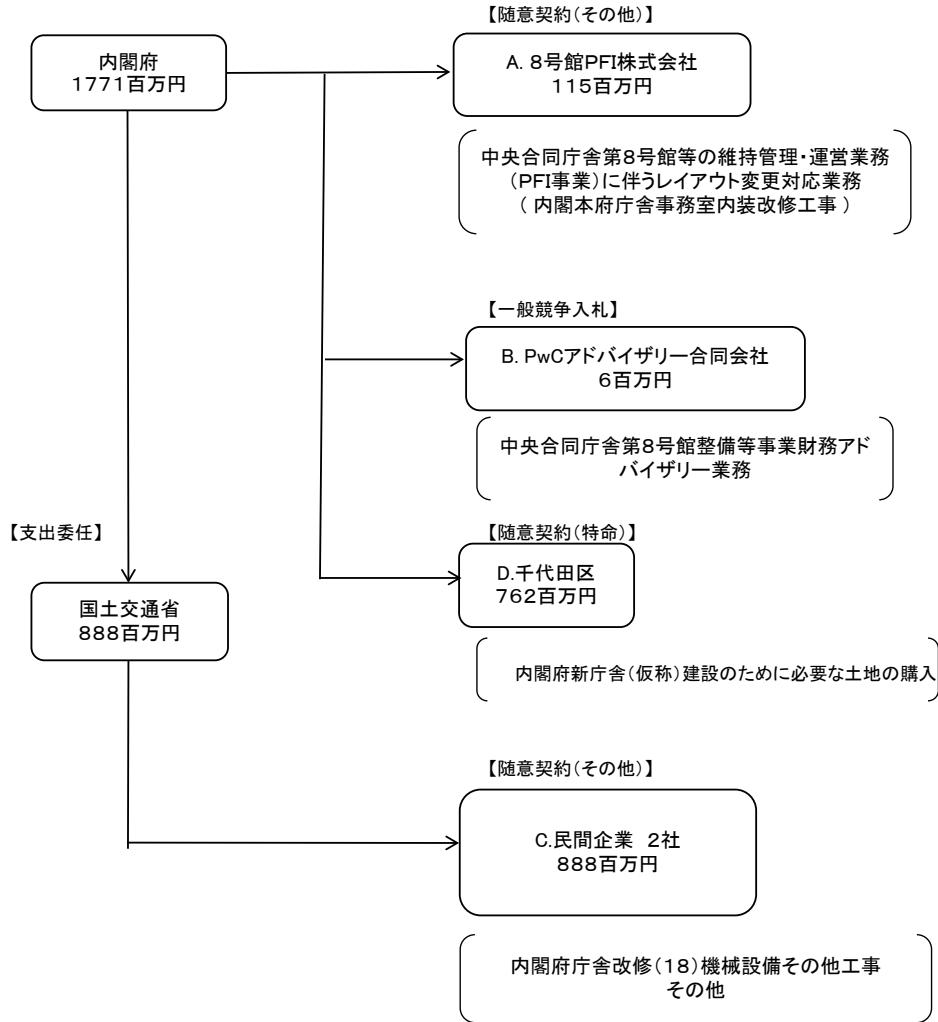 【随意契約（その他）】
内閣府
１７７１百万円
A. ８号館PFI株式会社
１１５百万円
中央合同庁舎第８号館等の維持管理・運営業務
（PFI事業）に伴うレイアウト変更対応業務
（ 内閣本府庁舎事務室内装改修工事 ）
【一般競争入札】
B. PwCアドバイザリー合同会社
６百万円
中央合同庁舎第８号館整備等事業財務アド
バイザリー業務
【支出委任】
【随意契約（特命）】
D.千代田区
７６２百万円
国土交通省
８８８百万円
内閣府新庁舎（仮称）建設のために必要な土地の購入
【随意契約（その他）】
C.民間企業　２社
８８８百万円
内閣府庁舎改修（１８）機械設備その他工事
その他